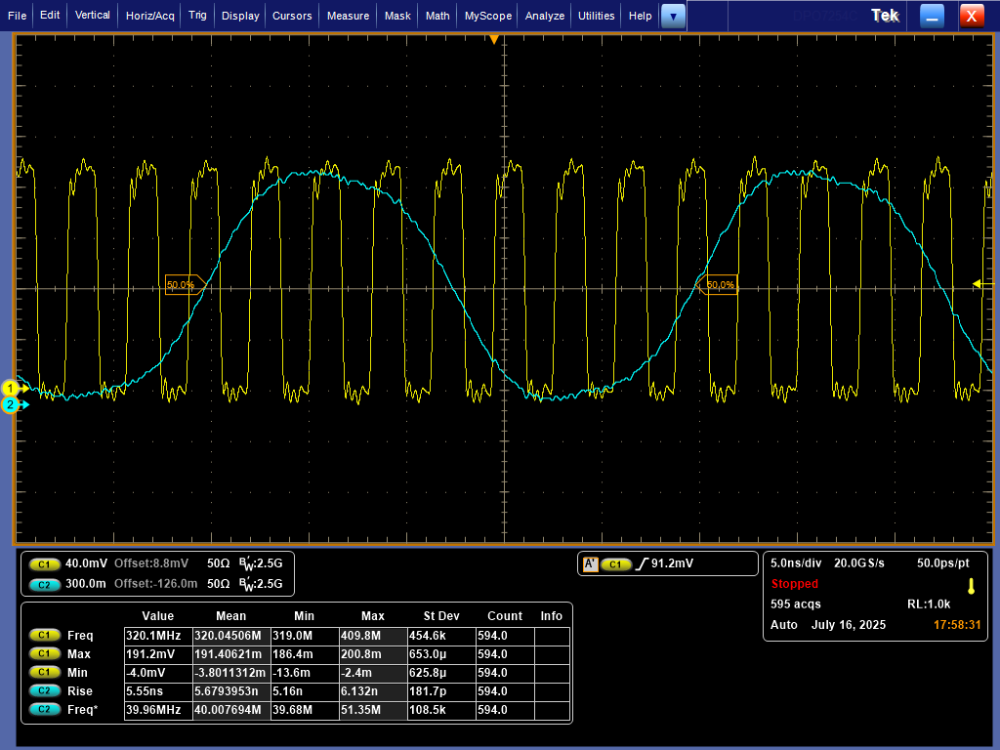 File Edit Vertical Horiz/Acq Trig Display Cursors Measure Mask Math MyScope Analyze Utilities Help Tek X
50.0% 50.0%
1
2
C1 40.0mV Offset:8.8mV 50Ω BW:2.5G
C2 300.0m Offset:-126.0m 50Ω BW:2.5G
A' C1 91.2mV
5.0ns/div 20.0GS/s 50.0ps/pt
Stopped
595 acqs RL:1.0k
Auto July 16, 2025 17:58:31
Value Mean Min Max St Dev Count Info
C1 Freq 320.1MHz 320.04506M 319.0M 409.8M 454.6k 594.0
C1 Max 191.2mV 191.40621m 186.4m 200.8m 653.0µ 594.0
C1 Min -4.0mV -3.8011312m -13.6m -2.4m 625.8µ 594.0
C2 Rise 5.55ns 5.6793953n 5.16n 6.132n 181.7p 594.0
C2 Freq* 39.96MHz 40.007694M 39.68M 51.35M 108.5k 594.0